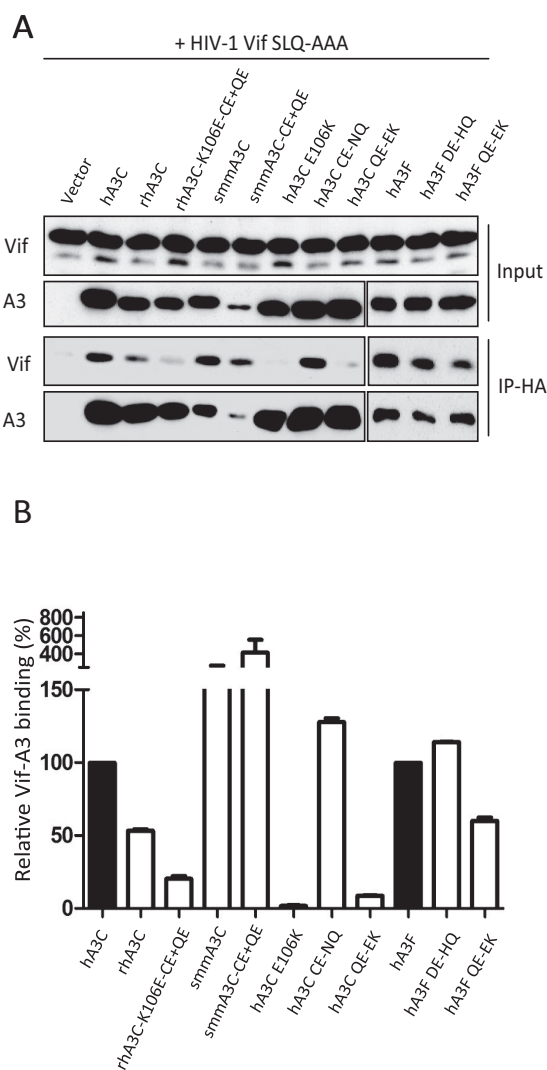 A
+ HIV-1 Vif SLQ-AAA
Vector
hA3C
rhA3C
rhA3C-K106E-CE+QE
smmA3C
smmA3C-CE+QE
hA3C E106K
hA3C CE-NQ
hA3C QE-EK
hA3F
hA3F DE-HQ
hA3F QE-EK
Vif
A3
Input
Vif
A3
IP-HA
B
Relative Vif-A3 binding (%)
800
600
400
150
100
50
0
hA3C
rhA3C
rhA3C-K106E-CE+QE
smmA3C
smmA3C-CE+QE
hA3C E106K
hA3C CE-NQ
hA3C QE-EK
hA3F
hA3F DE-HQ
hA3F QE-EK